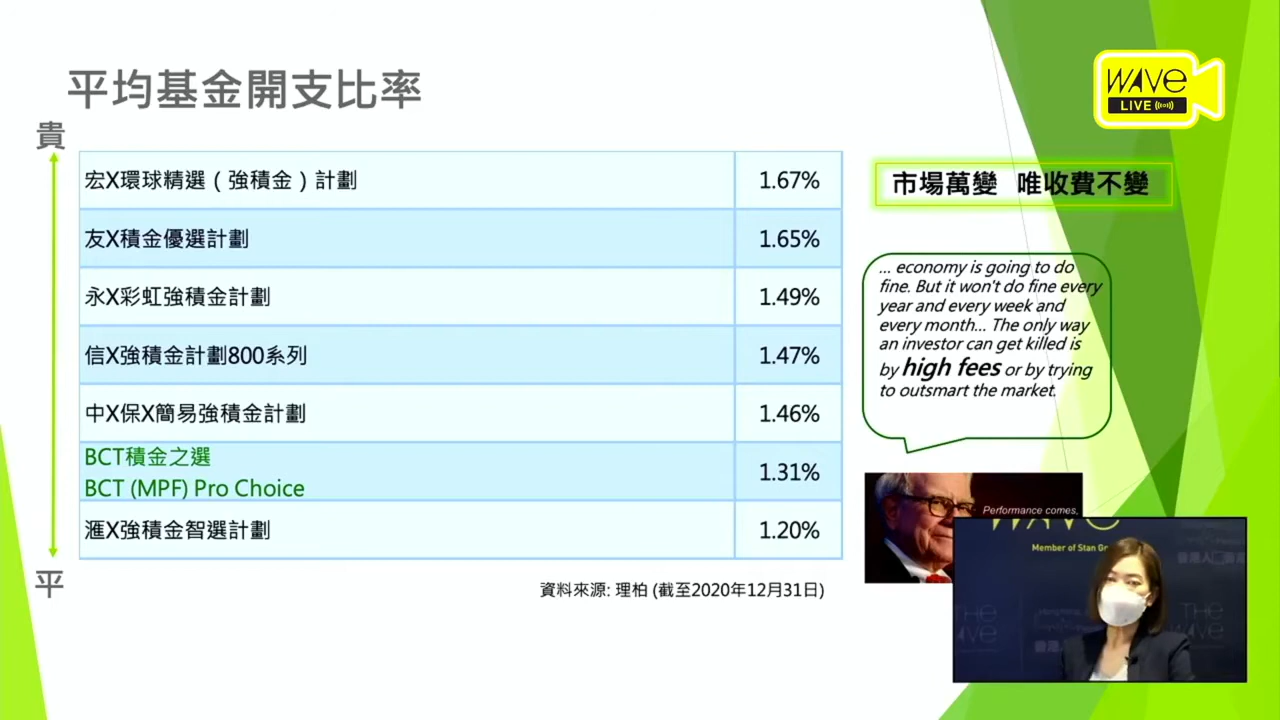 平均基金開支比率
WAVE
LIVE
貴
宏X環球精選（強積金）計劃 1.67%
友X積金優選計劃 1.65%
永X彩虹強積金計劃 1.49%
信X強積金計劃800系列 1.47%
中X保X簡易強積金計劃 1.46%
BCT積金之選
BCT (MPF) Pro Choice 1.31%
滙X強積金智選計劃 1.20%
平
資料來源: 理柏 (截至2020年12月31日)
市場萬變 唯收費不變
... economy is going to do
fine. But it won't do fine every
year and every week and
every month... The only way
an investor can get killed is
by high fees or by trying
to outsmart the market.
Performance comes,
WAVE
Member of Stan Gr
THE
WAVE
THE
WAVE